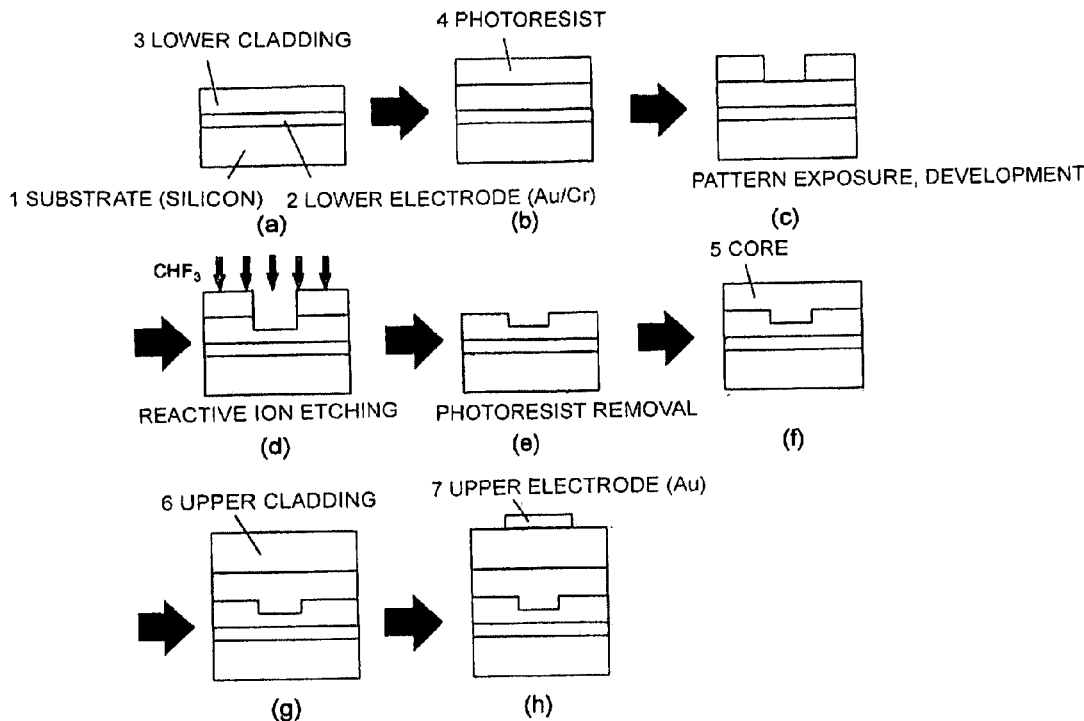 4 PHOTORESIST
3 LOWER CLADDING
1 SUBSTRATE (SILICON)
2 LOWER ELECTRODE (Au/Cr)
PATTERN EXPOSURE, DEVELOPMENT
(a)
(b)
(c)
CHF3
5 CORE
REACTIVE ION ETCHING
PHOTORESIST REMOVAL
(d)
(e)
(f)
6 UPPER CLADDING
7 UPPER ELECTRODE (Au)
(g)
(h)